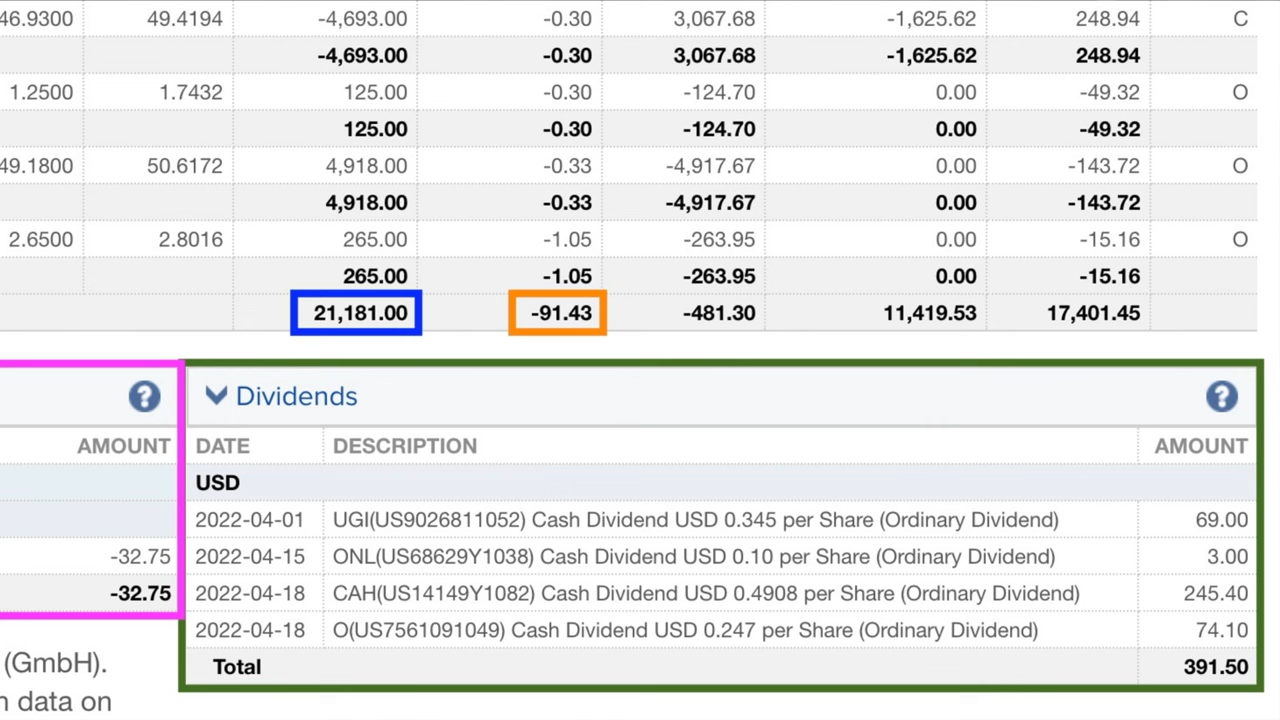 46.9300 49.4194 -4,693.00 -0.30 3,067.68 -1,625.62 248.94 C
-4,693.00 -0.30 3,067.68 -1,625.62 248.94
1.2500 1.7432 125.00 -0.30 -124.70 0.00 -49.32 O
125.00 -0.30 -124.70 0.00 -49.32
49.1800 50.6172 4,918.00 -0.33 -4,917.67 0.00 -143.72 O
4,918.00 -0.33 -4,917.67 0.00 -143.72
2.6500 2.8016 265.00 -1.05 -263.95 0.00 -15.16 O
265.00 -1.05 -263.95 0.00 -15.16
21,181.00 -91.43 -481.30 11,419.53 17,401.45
? Dividends ?
AMOUNT DATE DESCRIPTION AMOUNT
USD
2022-04-01 UGI(US9026811052) Cash Dividend USD 0.345 per Share (Ordinary Dividend) 69.00
-32.75 2022-04-15 ONL(US68629Y1038) Cash Dividend USD 0.10 per Share (Ordinary Dividend) 3.00
-32.75 2022-04-18 CAH(US14149Y1082) Cash Dividend USD 0.4908 per Share (Ordinary Dividend) 245.40
2022-04-18 O(US7561091049) Cash Dividend USD 0.247 per Share (Ordinary Dividend) 74.10
Total 391.50
(GmbH).
data on